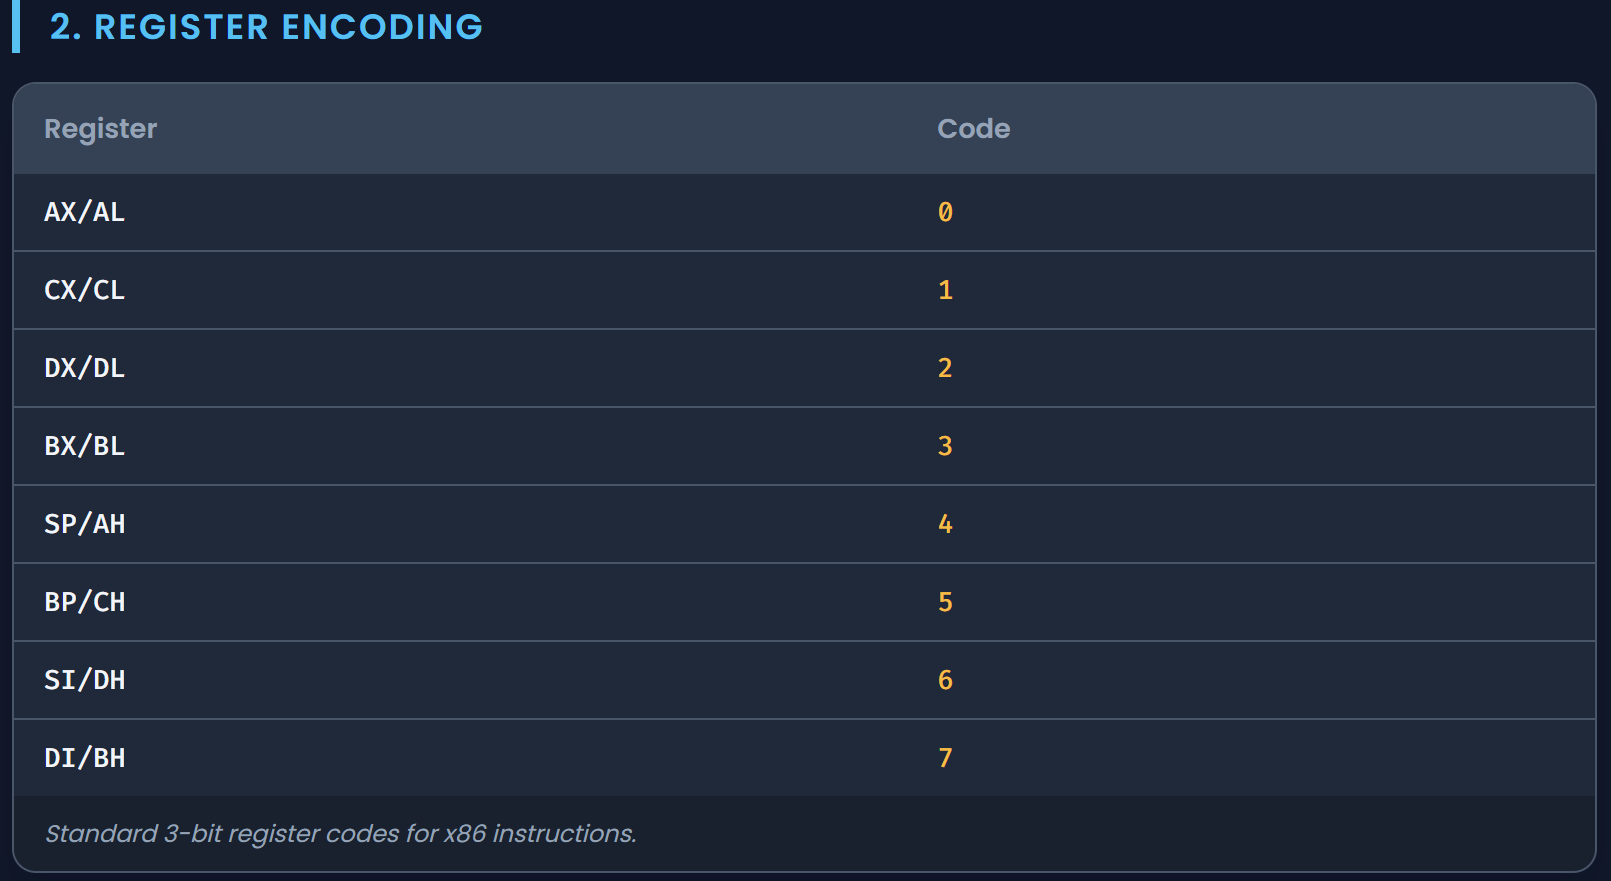 2. REGISTER ENCODING
Register Code
AX/AL 0
CX/CL 1
DX/DL 2
BX/BL 3
SP/AH 4
BP/CH 5
SI/DH 6
DI/BH 7
Standard 3-bit register codes for x86 instructions.